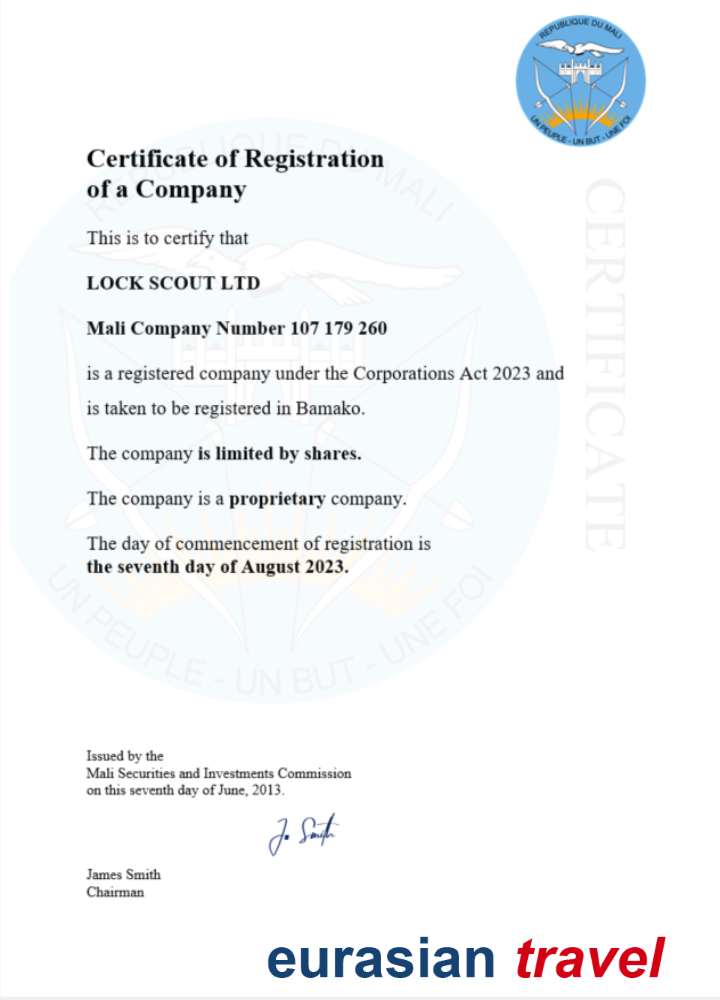 REPUBLIQUE DU MALI
UN PEUPLE - UN BUT - UNE FOI
REPUBLIQUE DU MALI
Certificate of Registration
of a Company
This is to certify that
LOCK SCOUT LTD
Mali Company Number 107 179 260
is a registered company under the Corporations Act 2023 and
is taken to be registered in Bamako.
The company is limited by shares.
The company is a proprietary company.
The day of commencement of registration is
the seventh day of August 2023.
UN PEUPLE - UN BUT - UNE FOI
CERTIFICATE
Issued by the
Mali Securities and Investments Commission
on this seventh day of June, 2013.
Jo Smith
James Smith
Chairman
eurasian travel